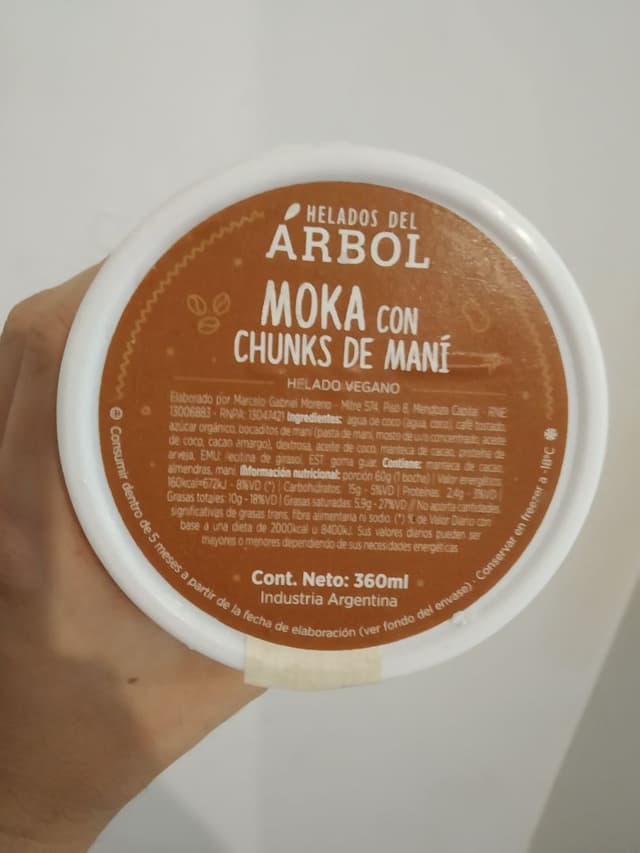 HELADOS DEL
ÁRBOL
MOKA CON
CHUNKS DE MANÍ
HELADO VEGANO
Elaborado por Marcelo Gabriel Moreno - Mitre 574, Piso 8, Mendoza Capital - RNE:
13006883 - RNPA: 13047421 Ingredientes: agua de coco (agua, coco), café tostado,
azúcar orgánico, bocaditos de maní (pasta de maní, mosto de uva concentrado, aceite
de coco, cacao amargo), dextrosa, aceite de coco, manteca de cacao, proteína de
arveja, EMU: lecitina de girasol, EST: goma guar. Contiene: manteca de cacao,
almendras, maní. Información nutricional: porción 60g (1 bocha) | Valor energético:
160kcal=672kJ - 8%VD (*) | Carbohidratos: 15g - 5%VD | Proteínas: 2,4g - 3%VD |
Grasas totales: 10g - 18%VD | Grasas saturadas: 5,9g - 27%VD // No aporta cantidades
significativas de grasas trans, fibra alimentaria ni sodio. (*) % de Valor Diario con
base a una dieta de 2000kcal u 8400kJ. Sus valores diarios pueden ser
mayores o menores dependiendo de sus necesidades energéticas.
Cont. Neto: 360ml
Industria Argentina
Consumir dentro de 5 meses a partir de la fecha de elaboración (ver fondo del envase) · Conservar en freezer a -18°C